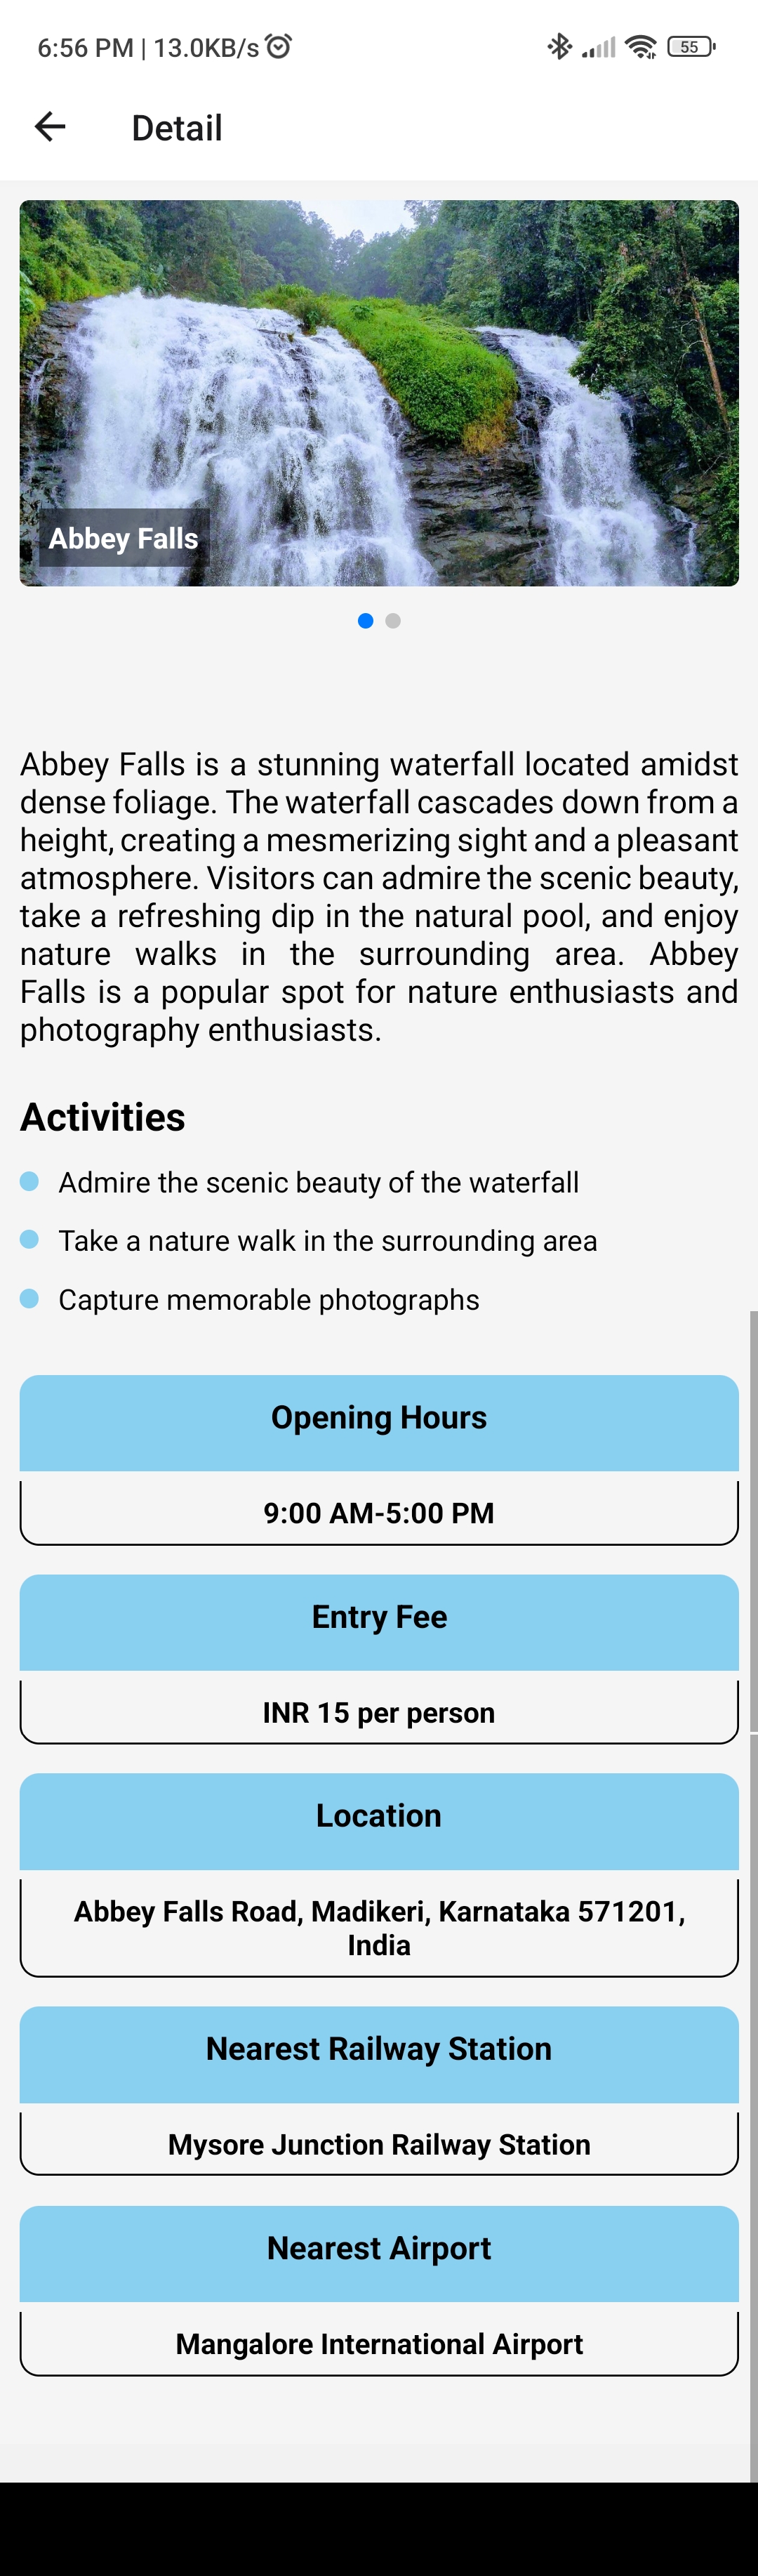 6:56 PM | 13.0KB/s
55
Detail
Abbey Falls
Abbey Falls is a stunning waterfall located amidst
dense foliage. The waterfall cascades down from a
height, creating a mesmerizing sight and a pleasant
atmosphere. Visitors can admire the scenic beauty,
take a refreshing dip in the natural pool, and enjoy
nature walks in the surrounding area. Abbey
Falls is a popular spot for nature enthusiasts and
photography enthusiasts.
Activities
Admire the scenic beauty of the waterfall
Take a nature walk in the surrounding area
Capture memorable photographs
Opening Hours
9:00 AM-5:00 PM
Entry Fee
INR 15 per person
Location
Abbey Falls Road, Madikeri, Karnataka 571201,
India
Nearest Railway Station
Mysore Junction Railway Station
Nearest Airport
Mangalore International Airport